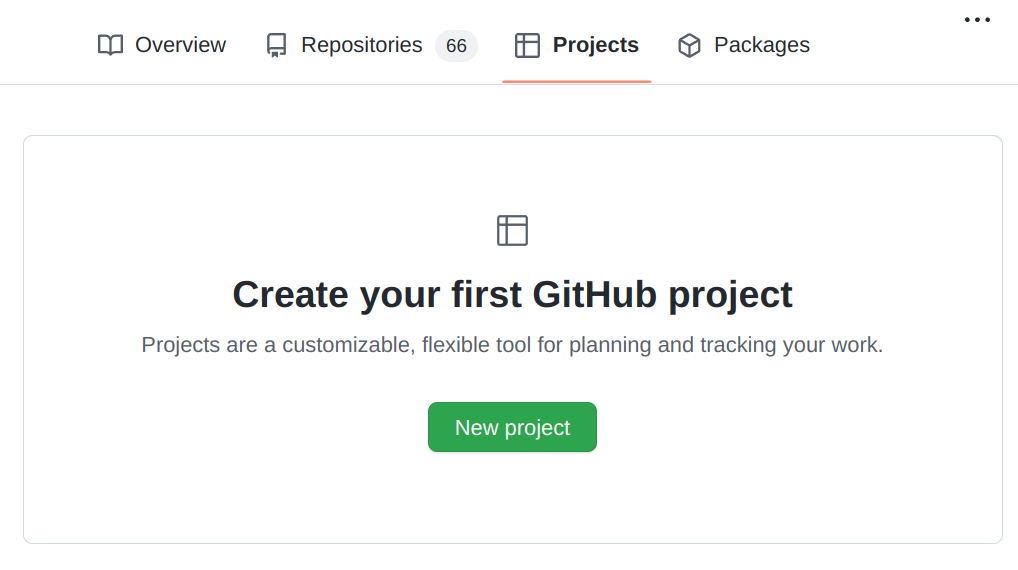 Overview Repositories 66 Projects Packages
Create your first GitHub project
Projects are a customizable, flexible tool for planning and tracking your work.
New project